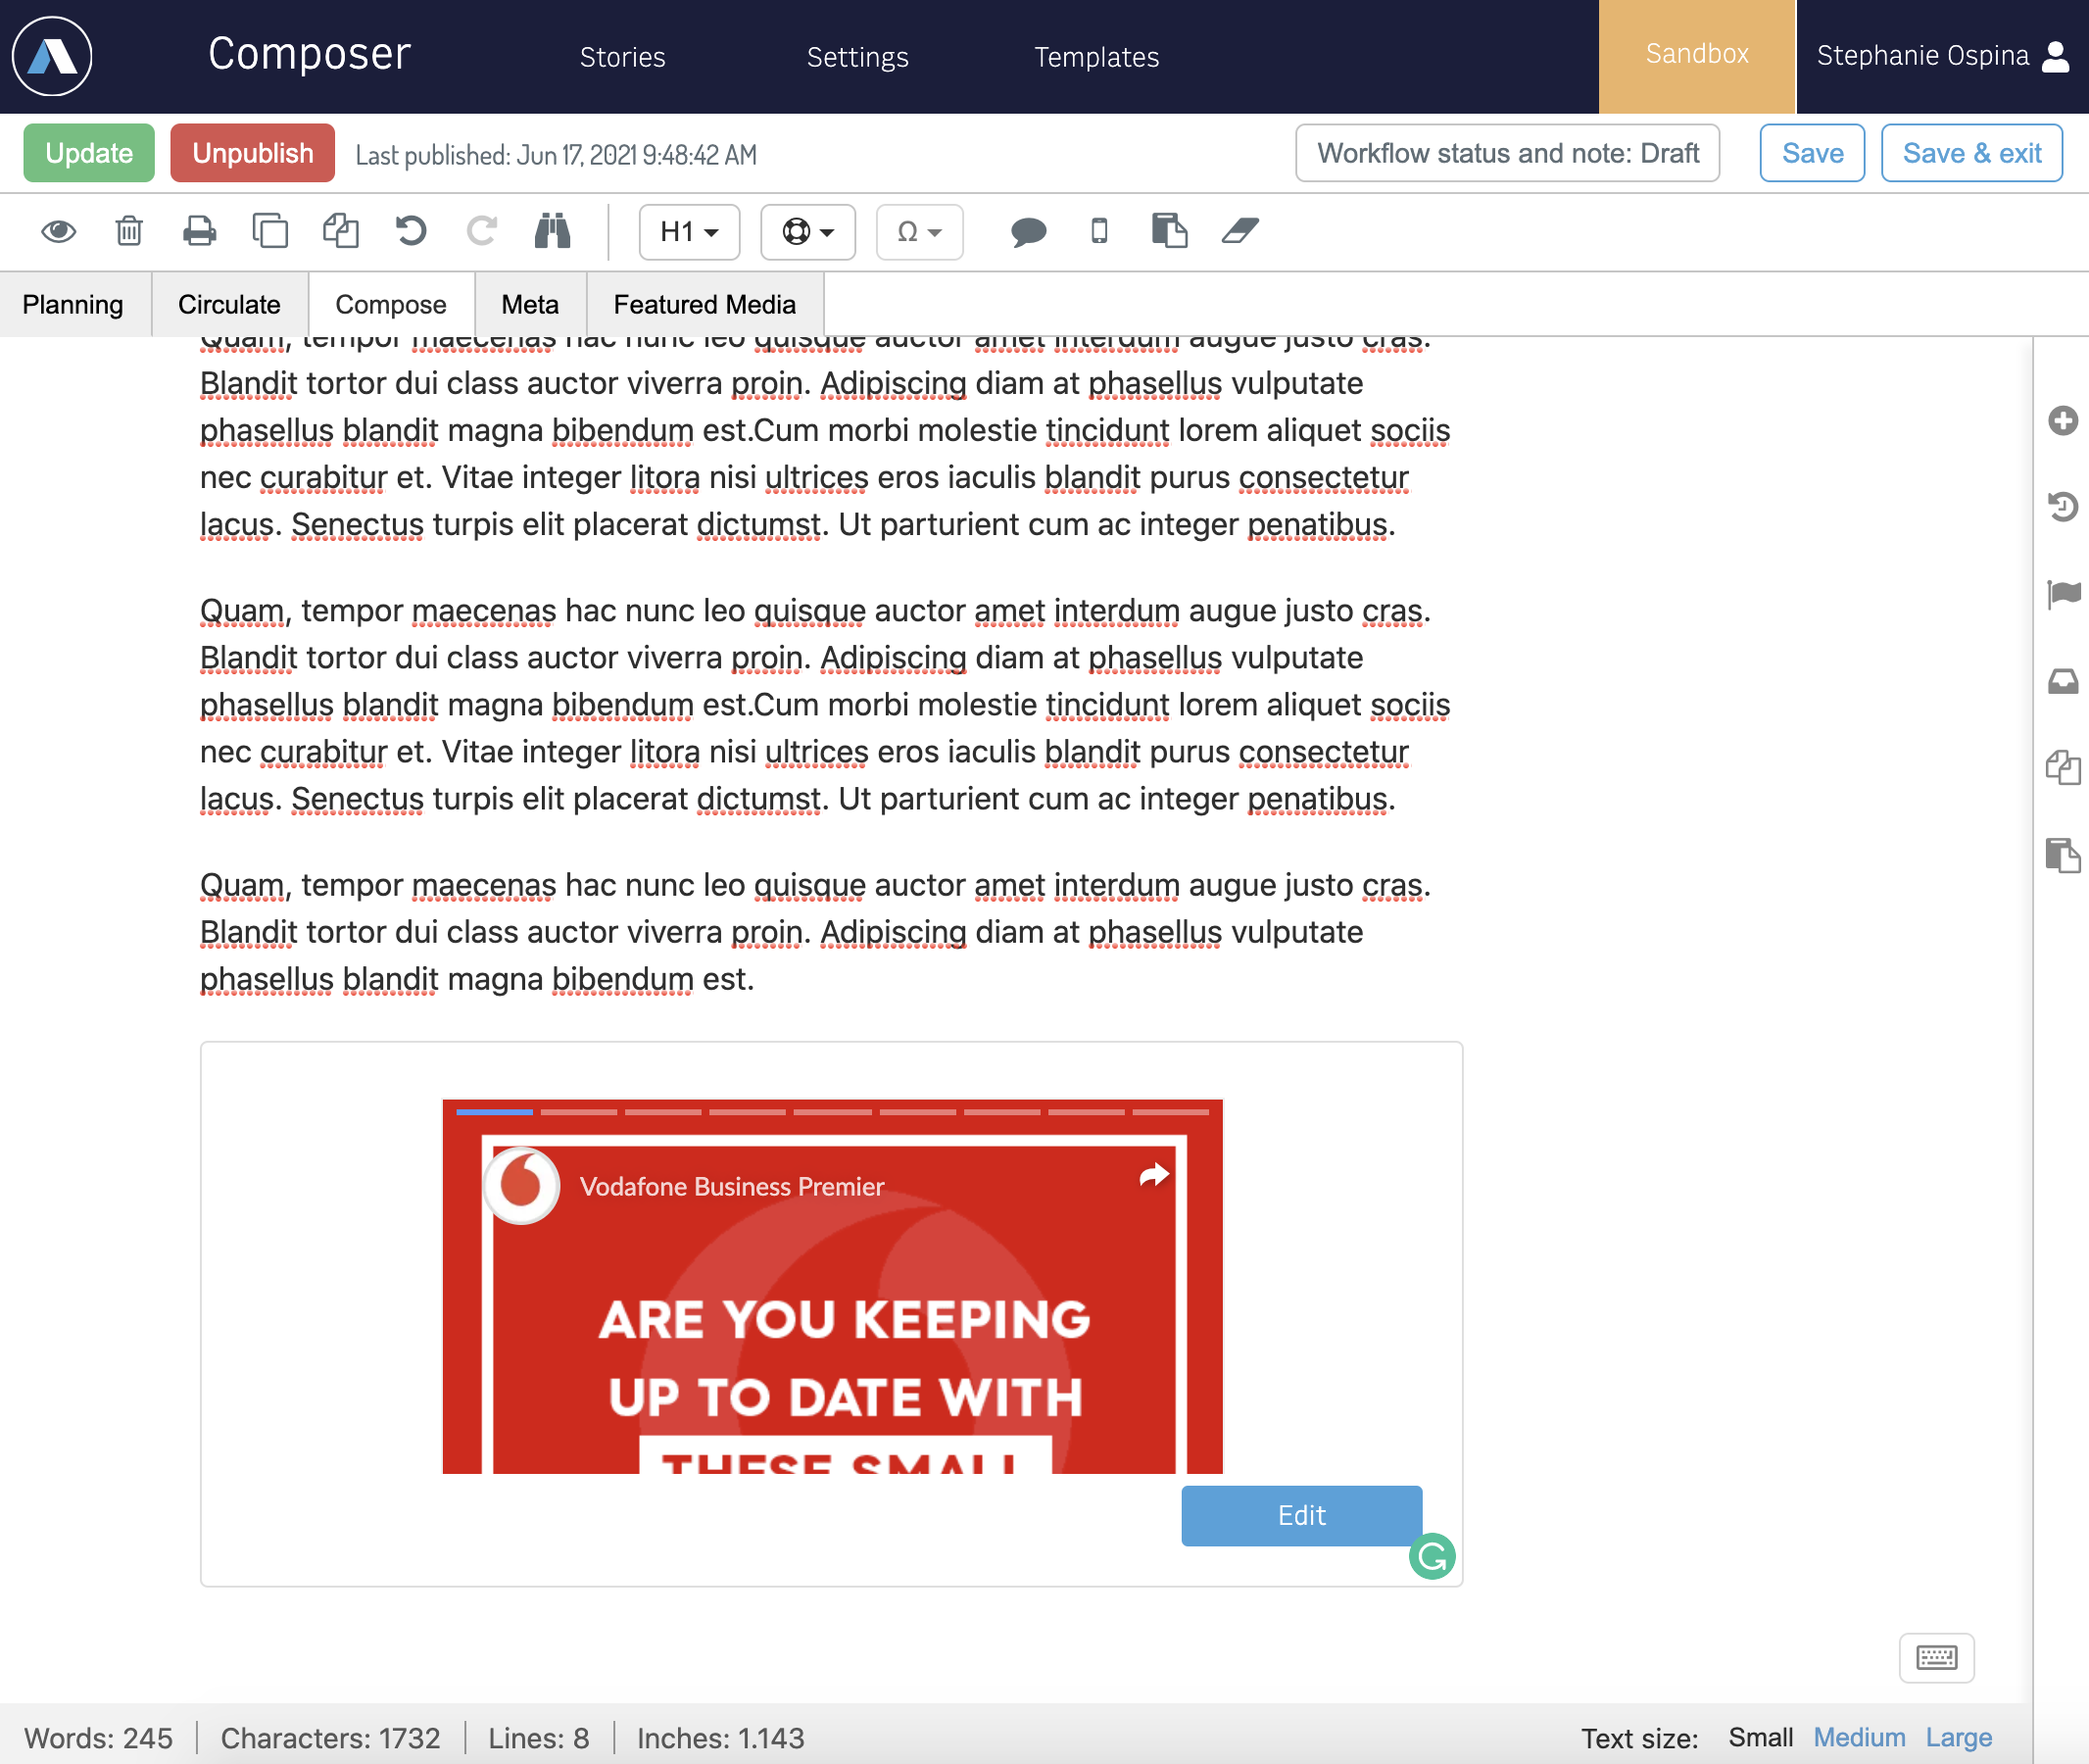 Composer
Stories
Settings
Templates
Sandbox
Stephanie Ospina
Update
Unpublish
Last published: Jun 17, 2021 9:48:42 AM
Workflow status and note: Draft
Save
Save & exit
H1
Ω
Planning
Circulate
Compose
Meta
Featured Media
Quam, tempor maecenas hac nunc leo quisque auctor amet interdum augue justo cras.
Blandit tortor dui class auctor viverra proin. Adipiscing diam at phasellus vulputate
phasellus blandit magna bibendum est.Cum morbi molestie tincidunt lorem aliquet sociis
nec curabitur et. Vitae integer litora nisi ultrices eros iaculis blandit purus consectetur
lacus. Senectus turpis elit placerat dictumst. Ut parturient cum ac integer penatibus.
Quam, tempor maecenas hac nunc leo quisque auctor amet interdum augue justo cras.
Blandit tortor dui class auctor viverra proin. Adipiscing diam at phasellus vulputate
phasellus blandit magna bibendum est.Cum morbi molestie tincidunt lorem aliquet sociis
nec curabitur et. Vitae integer litora nisi ultrices eros iaculis blandit purus consectetur
lacus. Senectus turpis elit placerat dictumst. Ut parturient cum ac integer penatibus.
Quam, tempor maecenas hac nunc leo quisque auctor amet interdum augue justo cras.
Blandit tortor dui class auctor viverra proin. Adipiscing diam at phasellus vulputate
phasellus blandit magna bibendum est.
Vodafone Business Premier
ARE YOU KEEPING
UP TO DATE WITH
THESE SMALL
Edit
Words: 245
Characters: 1732
Lines: 8
Inches: 1.143
Text size: Small Medium Large